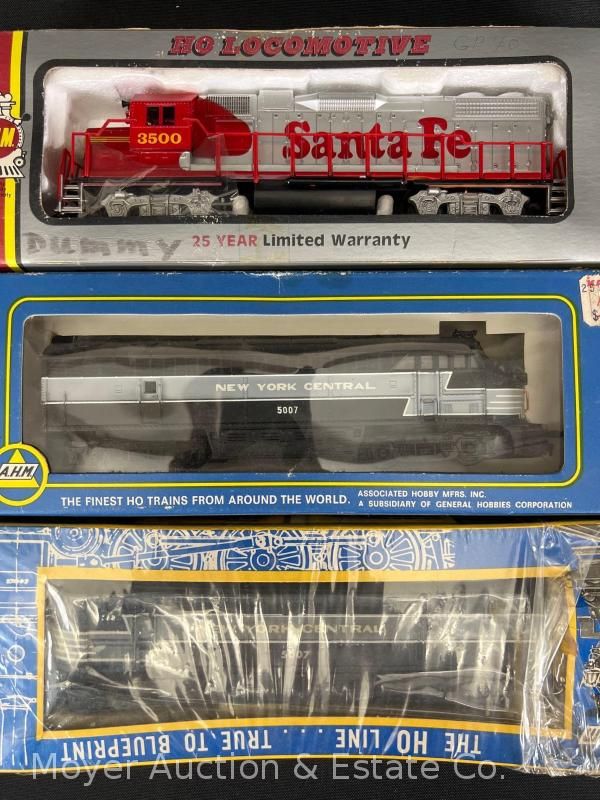 HO LOCOMOTIVE
GP 40
3500
Santa Fe
Dummy
25 YEAR Limited Warranty
NEW YORK CENTRAL
5007
A.H.M.
THE FINEST HO TRAINS FROM AROUND THE WORLD.
ASSOCIATED HOBBY MFRS. INC.
A SUBSIDIARY OF GENERAL HOBBIES CORPORATION
NEW YORK CENTRAL
5007
THE HO LINE . . . TRUE TO BLUEPRINT
Moyer Auction & Estate Co.